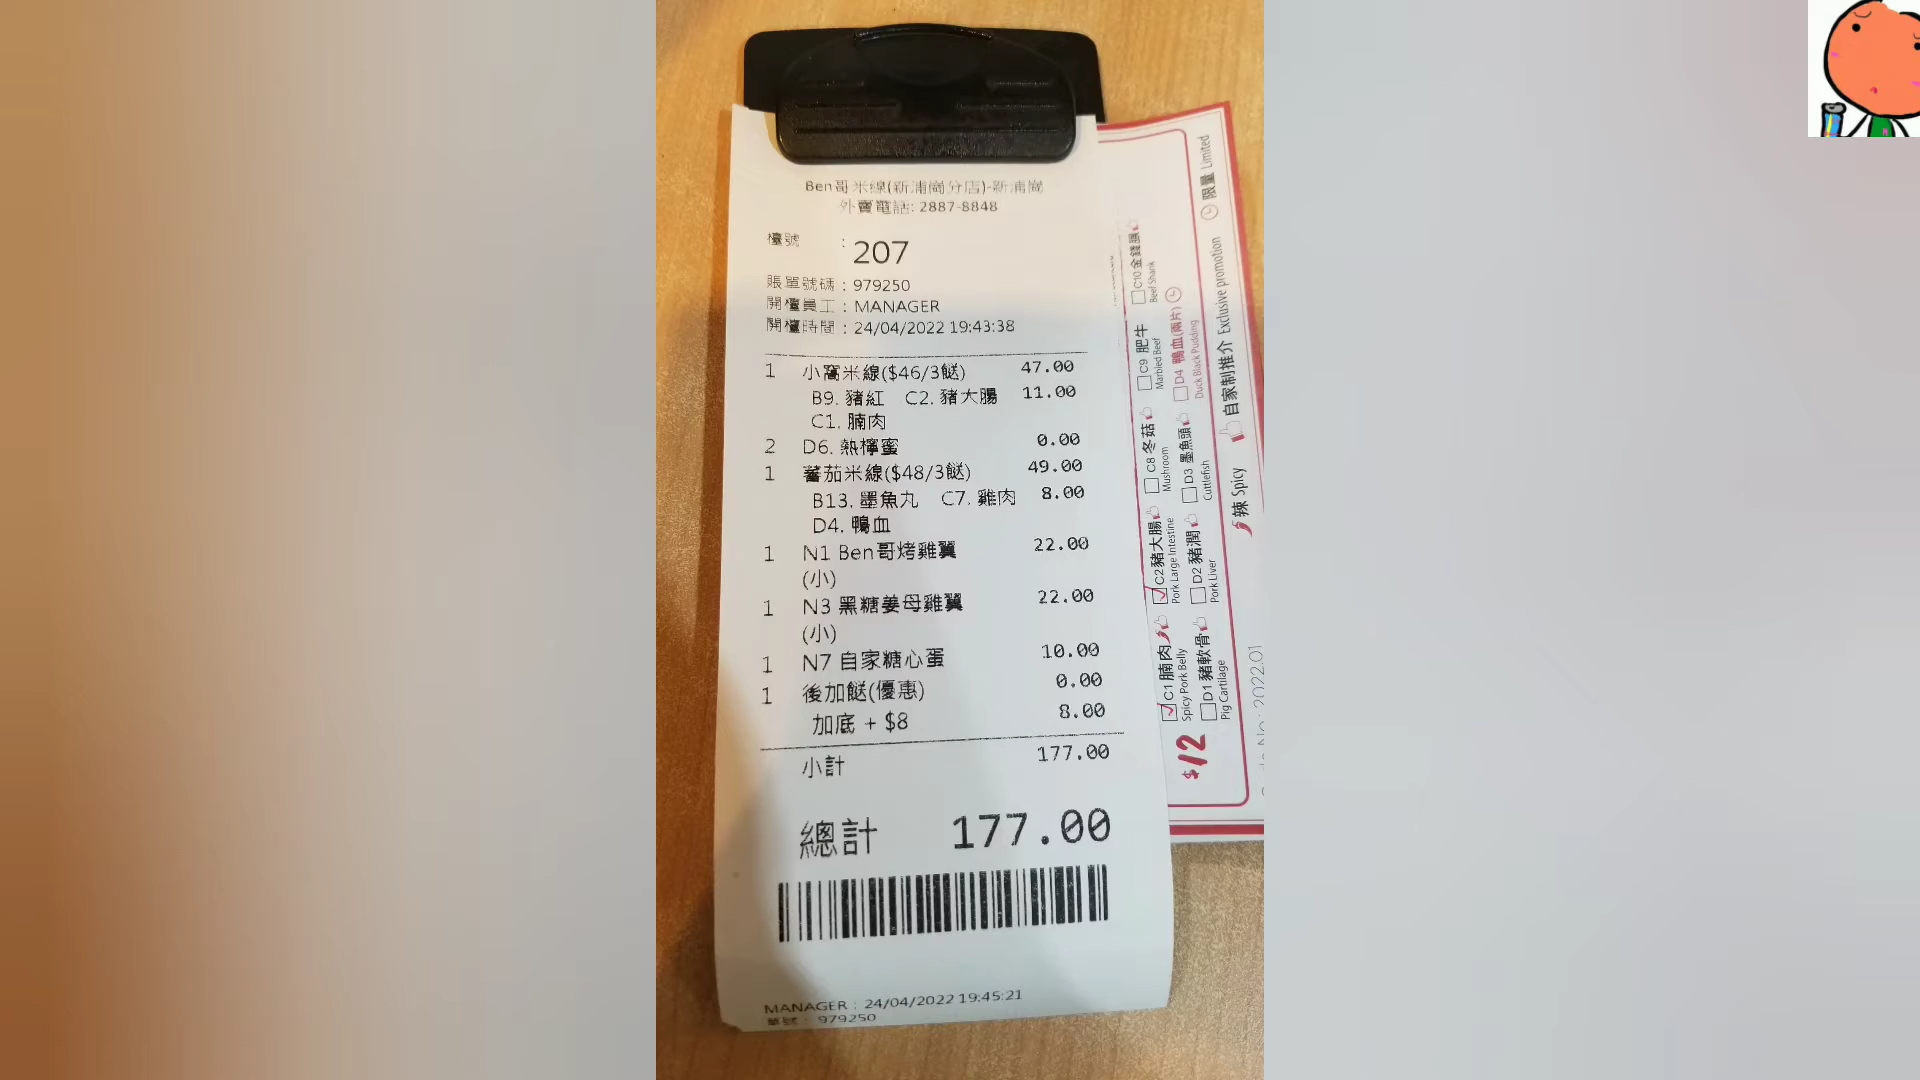 Ben哥米線(新浦崗分店)-新浦崗
外賣電話: 2887-8848
檯號 : 207
賬單號碼 : 979250
開檯員工 : MANAGER
開檯時間 : 24/04/2022 19:43:38
1 小窩米線($46/3餸) 47.00
B9. 豬紅 C2. 豬大腸 11.00
C1. 腩肉
2 D6. 熱檸蜜 0.00
1 蕃茄米線($48/3餸) 49.00
B13. 墨魚丸 C7. 雞肉 8.00
D4. 鴨血
1 N1 Ben哥烤雞翼 22.00
(小)
1 N3 黑糖姜母雞翼 22.00
(小)
1 N7 自家糖心蛋 10.00
1 後加餸(優惠) 0.00
加底 + $8 8.00
小計 177.00
總計 177.00
MANAGER : 24/04/2022 19:45:21
單號 : 979250
$12
C1 腩肉 C2 豬大腸 C8 冬菇 C9 肥牛 C10 金錢𦟌
Spicy Pork Belly Pork Large Intestine Mushroom Marbled Beef Beef Shank
D1 豬軟骨 D2 豬潤 D3 墨魚頭 D4 鴨血(兩片)
Pig Cartilage Pork Liver Cuttlefish Duck Black Pudding
辣 Spicy 自家制推介 Exclusive promotion 限量 Limited
2022.01